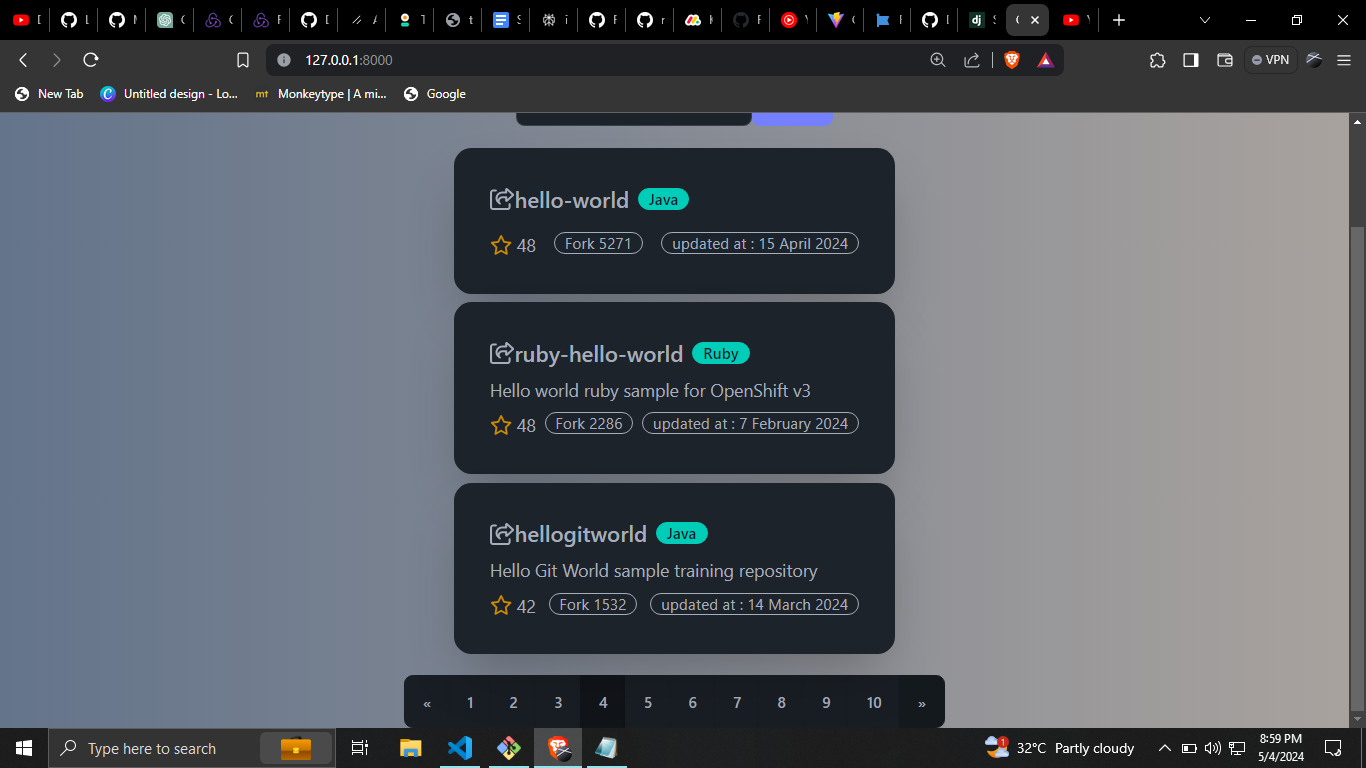 127.0.0.1:8000
VPN
New Tab
Untitled design - Lo...
mt
Monkeytype | A mi...
Google
hello-world Java
48 Fork 5271 updated at : 15 April 2024
ruby-hello-world Ruby
Hello world ruby sample for OpenShift v3
48 Fork 2286 updated at : 7 February 2024
hellogitworld Java
Hello Git World sample training repository
42 Fork 1532 updated at : 14 March 2024
« 1 2 3 4 5 6 7 8 9 10 »
Type here to search
1
32°C Partly cloudy
8:59 PM
5/4/2024